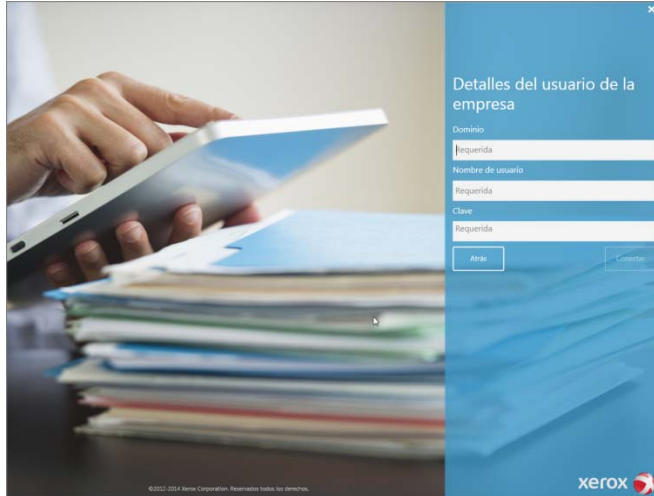 Detalles del usuario de la
empresa
Dominio
Requerida
Nombre de usuario
Requerida
Clave
Requerida
Atrás
Conectar
©2012-2014 Xerox Corporation. Reservados todos los derechos.
xerox